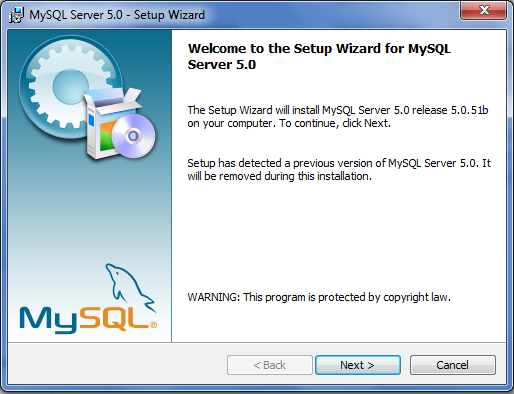 MySQL Server 5.0 - Setup Wizard
Welcome to the Setup Wizard for MySQL
Server 5.0
The Setup Wizard will install MySQL Server 5.0 release 5.0.51b
on your computer. To continue, click Next.
Setup has detected a previous version of MySQL Server 5.0. It
will be removed during this installation.
WARNING: This program is protected by copyright law.
MySQL®
< Back
Next >
Cancel